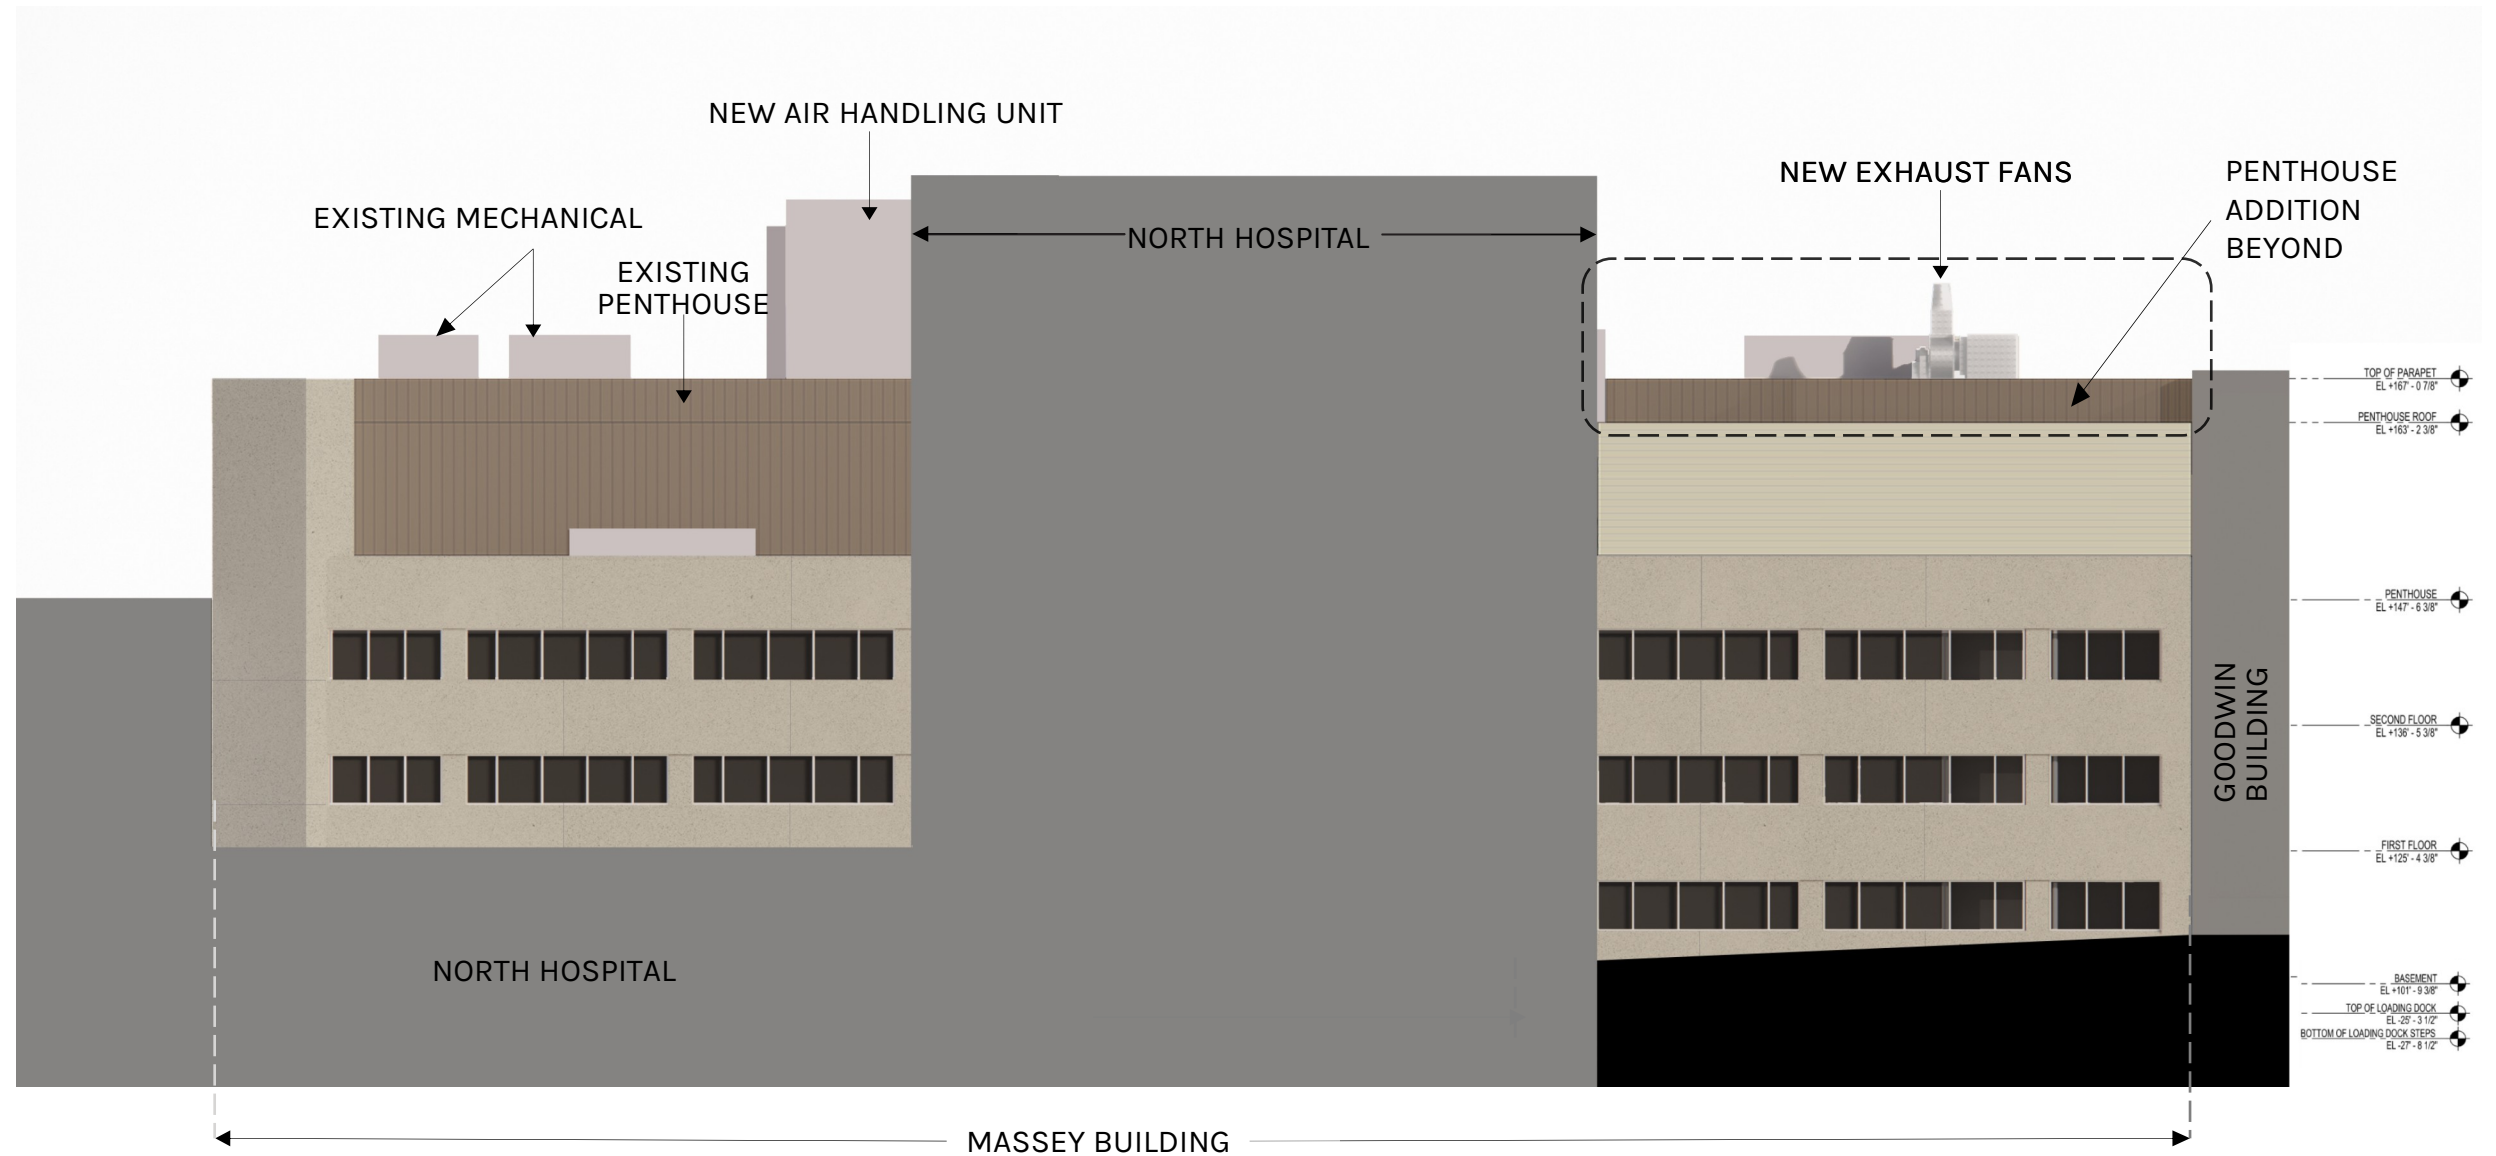 NEW AIR HANDLING UNIT
EXISTING MECHANICAL
EXISTING
PENTHOUSE
NORTH HOSPITAL
NEW EXHAUST FANS
PENTHOUSE
ADDITION
BEYOND
TOP OF PARAPET
EL +167' - 0 7/8"
PENTHOUSE ROOF
EL +163' - 2 3/8"
PENTHOUSE
EL +147' - 6 3/8"
SECOND FLOOR
EL +136' - 5 3/8"
FIRST FLOOR
EL +125' - 4 3/8"
BASEMENT
EL +101' - 9 3/8"
TOP OF LOADING DOCK
EL -25' - 3 1/2"
BOTTOM OF LOADING DOCK STEPS
EL -27' - 8 1/2"
GOODWIN
BUILDING
NORTH HOSPITAL
MASSEY BUILDING